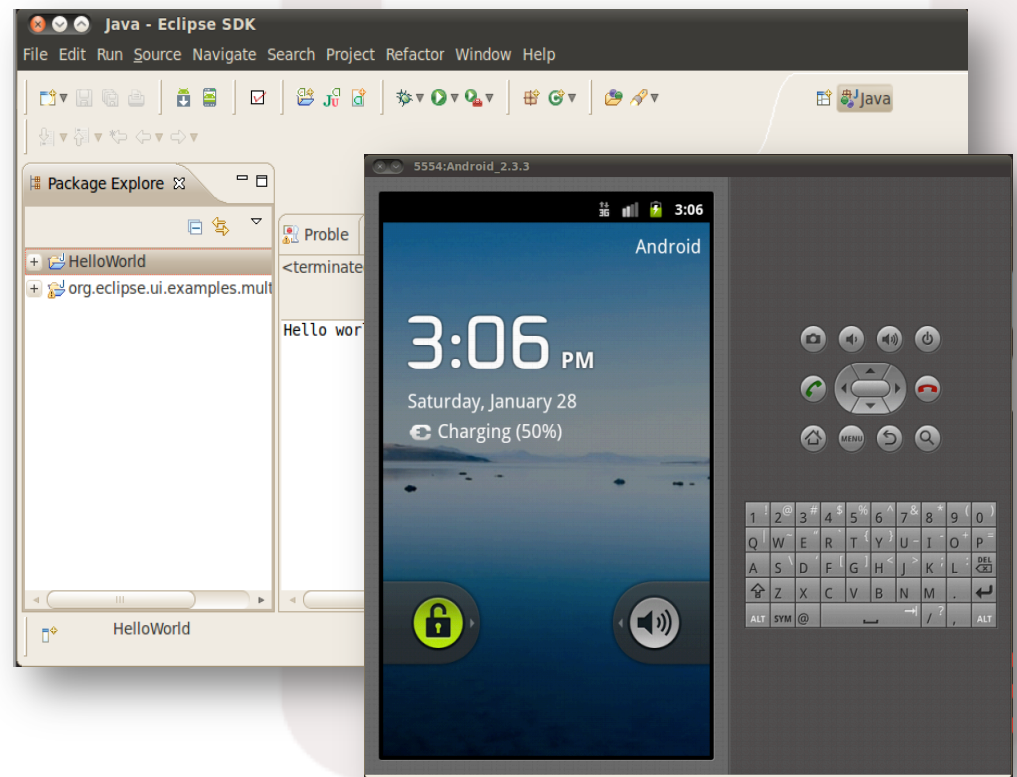 Java - Eclipse SDK
File Edit Run Source Navigate Search Project Refactor Window Help
Java
Package Explore
HelloWorld
org.eclipse.ui.examples.mult
Proble
<terminate
Hello wor
HelloWorld
5554:Android_2.3.3
3G 3:06
Android
3:06 PM
Saturday, January 28
Charging (50%)
MENU
1 ! 2 @ 3 # 4 $ 5 % 6 ^ 7 & 8 * 9 ( 0 )
Q | W ~ E " R ` T { Y } U _ I - O + P =
A S \ D ' F [ G ] H < J > K ; L : DEL
Z X C V B N M .
ALT SYM @ / ? , ALT